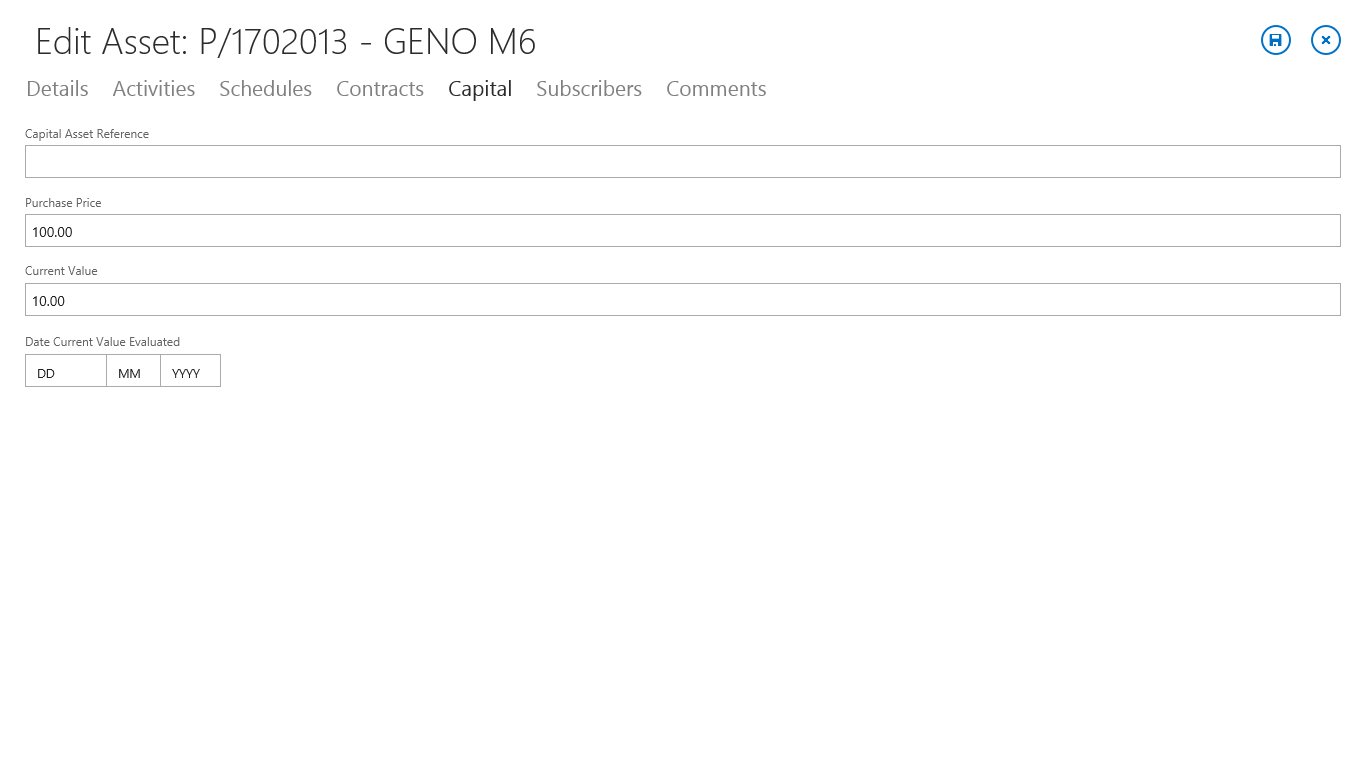 Edit Asset: P/1702013 - GENO M6
Details Activities Schedules Contracts Capital Subscribers Comments
Capital Asset Reference
Purchase Price
100.00
Current Value
10.00
Date Current Value Evaluated
DD MM YYYY